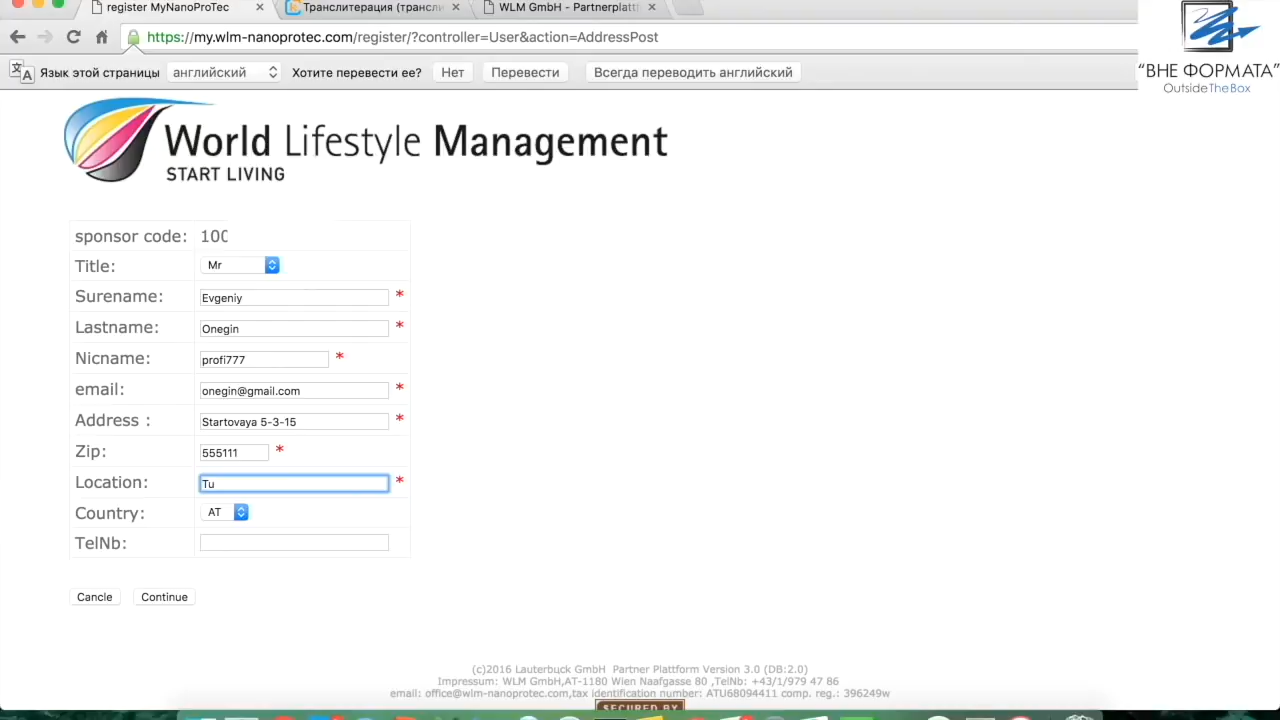 register MyNanoProTec
Транслитерация (трансли
WLM GmbH - Partnerplatt
https://my.wlm-nanoprotec.com/register/?controller=User&action=AddressPost
Язык этой страницы английский Хотите перевести ее? Нет Перевести Всегда переводить английский
"ВНЕ ФОРМАТА"
OutsideTheBox
World Lifestyle Management
START LIVING
sponsor code: 100
Title: Mr
Surename: Evgeniy *
Lastname: Onegin *
Nicname: profi777 *
email: onegin@gmail.com *
Address : Startovaya 5-3-15 *
Zip: 555111 *
Location: Tu *
Country: AT
TelNb:
Cancle Continue
(c)2016 Lauterbuck GmbH Partner Plattform Version 3.0 (DB:2.0)
Impressum: WLM GmbH,AT-1180 Wien Naafgasse 80 ,TelNb: +43/1/979 47 86
email: office@wlm-nanoprotec.com,tax identification number: ATU68094411 comp. reg.: 396249w
SECURED BY